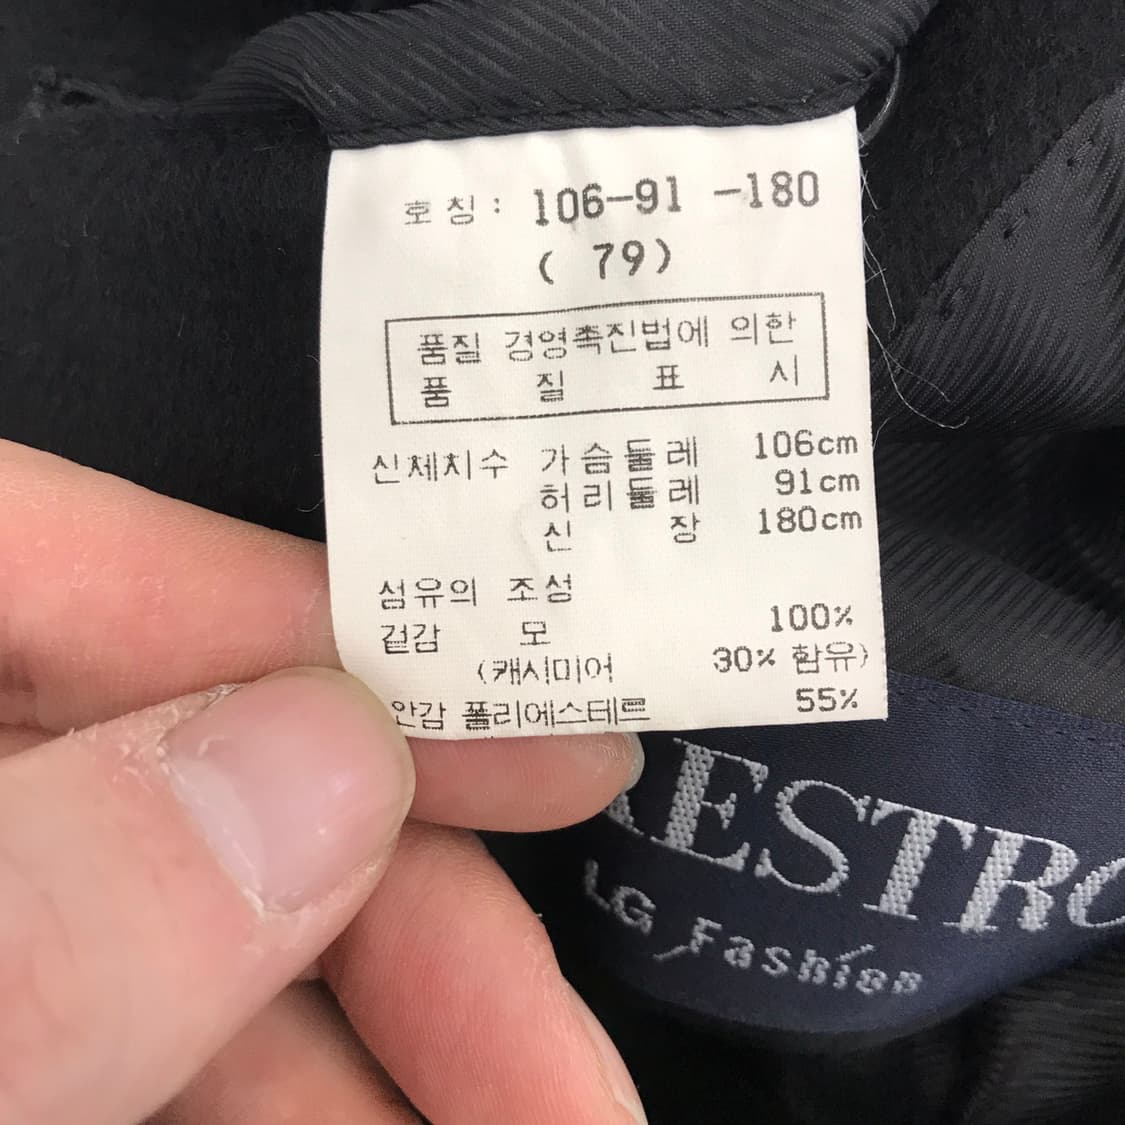 호 칭 : 106-91 -180
( 79)
품질 경영촉진법에 의한
품 질 표 시
신체치수 가 슴 둘 레 106cm
허 리 둘 레 91cm
신 장 180cm
섬유의 조성
겉감 모 100%
(캐시미어 30% 함유)
안감 폴리에스테르 55%
ESTRO
LG Fashion